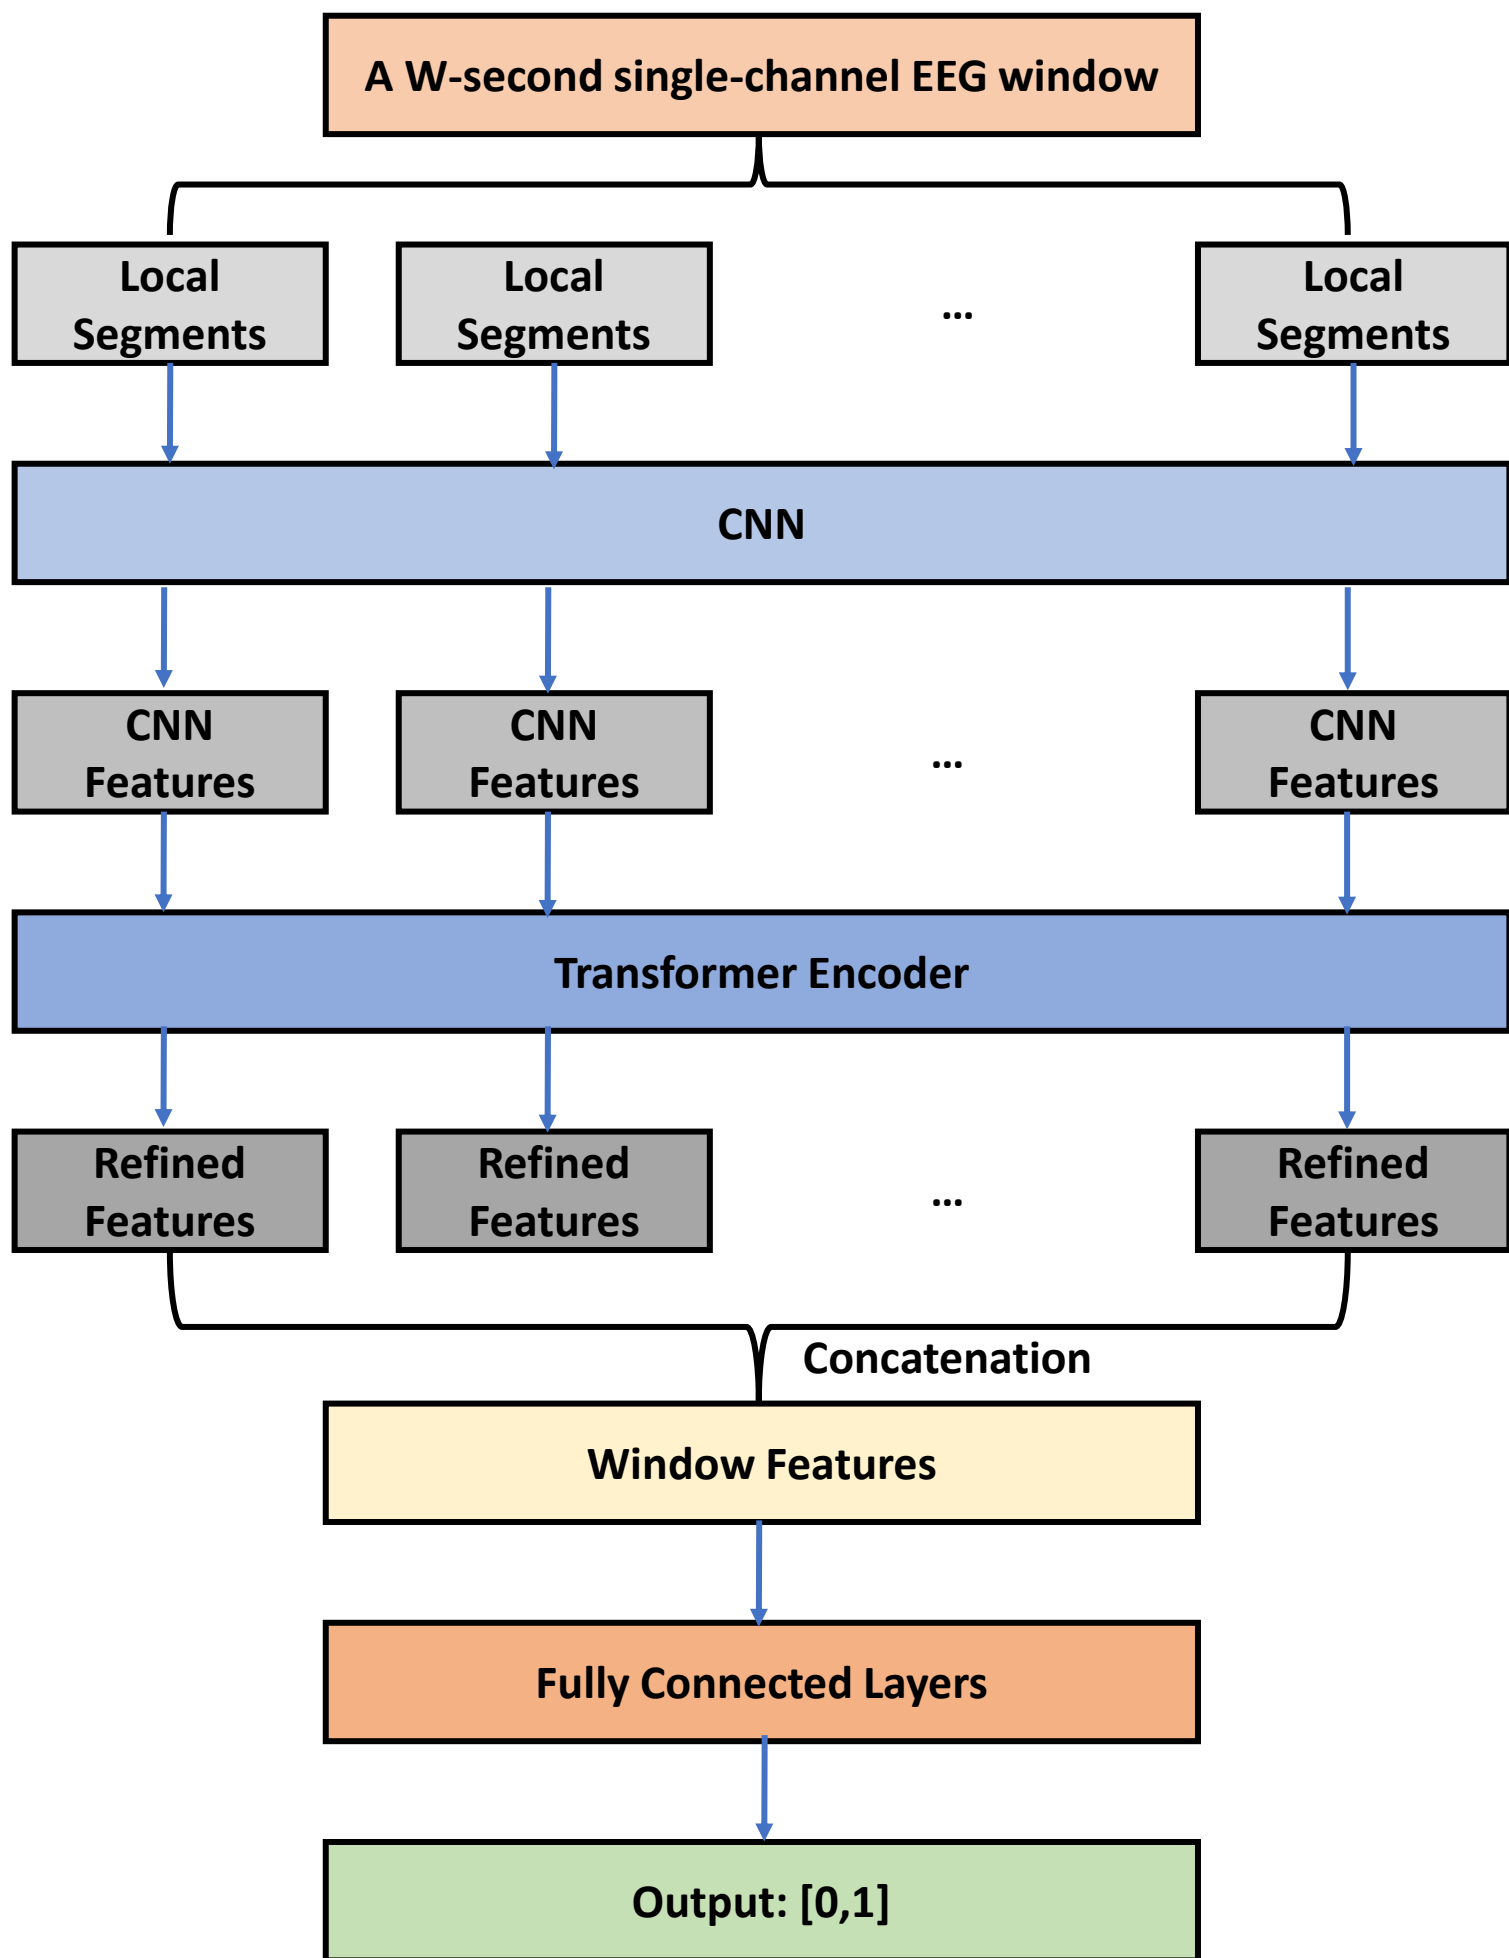 A W-second single-channel EEG window
Local Local Local
Segments Segments ... Segments
CNN
CNN CNN CNN
Features Features ... Features
Transformer Encoder
Refined Refined Refined
Features Features ... Features
Concatenation
Window Features
Fully Connected Layers
Output: [0,1]